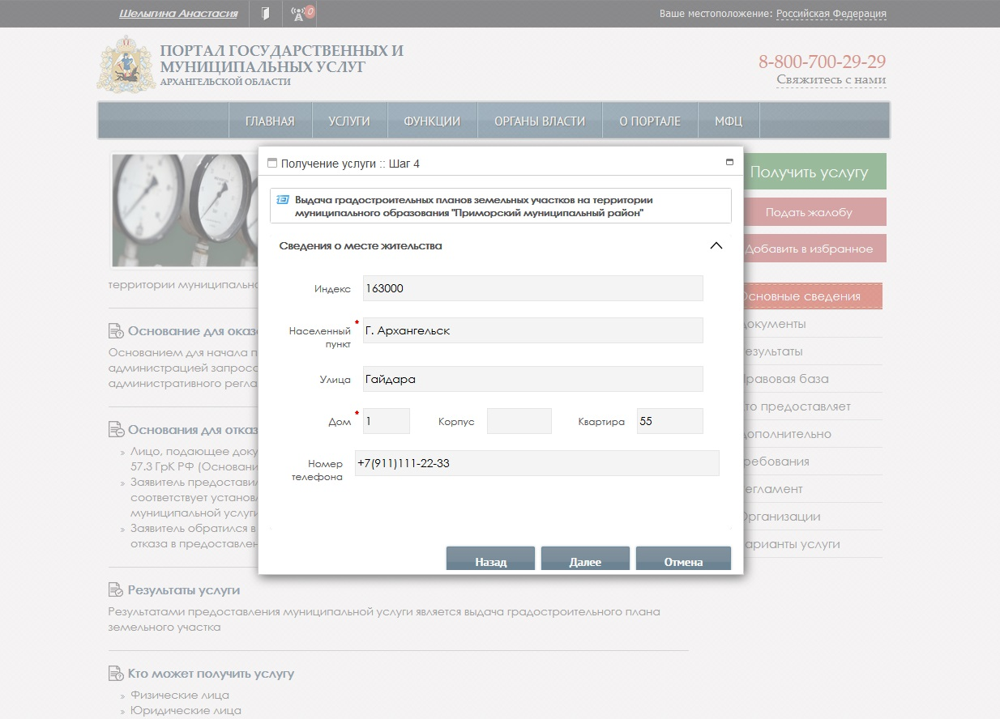 Шелыгина Анастасия
0
Ваше местоположение: Российская Федерация
ПОРТАЛ ГОСУДАРСТВЕННЫХ И
МУНИЦИПАЛЬНЫХ УСЛУГ
АРХАНГЕЛЬСКОЙ ОБЛАСТИ
8-800-700-29-29
Свяжитесь с нами
ГЛАВНАЯ УСЛУГИ ФУНКЦИИ ОРГАНЫ ВЛАСТИ О ПОРТАЛЕ МФЦ
Получение услуги :: Шаг 4
Выдача градостроительных планов земельных участков на территории
муниципального образования "Приморский муниципальный район"
Сведения о месте жительства
Индекс 163000
Населенный * Г. Архангельск
пункт
Улица Гайдара
Дом * 1 Корпус Квартира 55
Номер +7(911)111-22-33
телефона
Назад Далее Отмена
Получить услугу
Подать жалобу
Добавить в избранное
сновные сведения
окументы
езультаты
равовая база
то предоставляет
ополнительно
ребования
егламент
рганизации
арианты услуги
территории муниципально
Основание для оказа
Основанием для начала п
администрацией запросо
административного регла
Основания для отказ
Лицо, подающее доку
57.3 ГрК РФ (Основани
Заявитель предоставил
соответствует установл
муниципальной услуги
Заявитель обратился в
отказа в предоставлен
Результаты услуги
Результатами предоставления муниципальной услуги является выдача градостроительного плана
земельного участка
Кто может получить услугу
Физические лица
Юридические лица